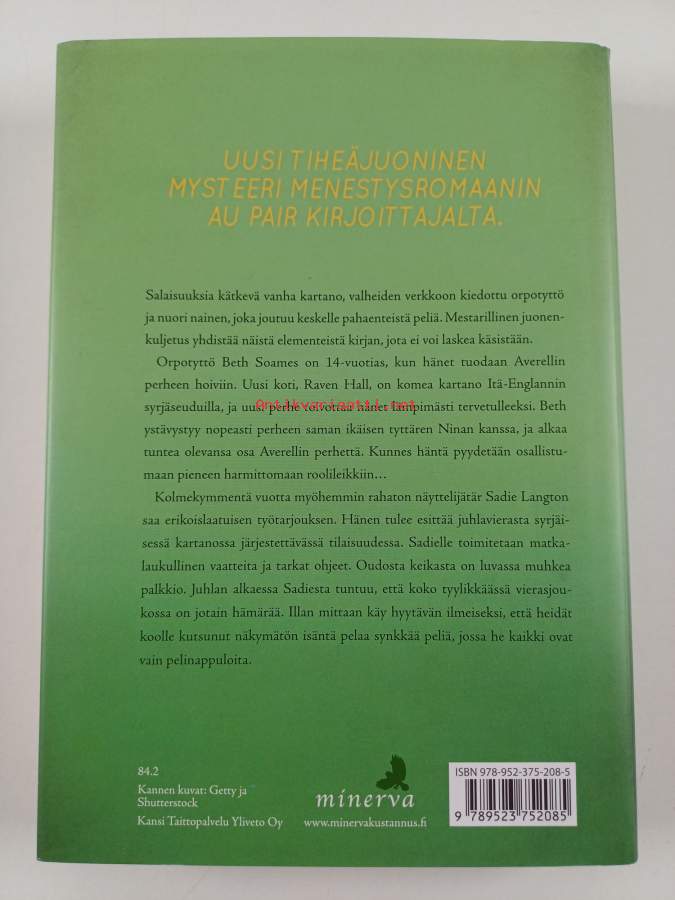 UUSI TIHEÄJUONINEN
MYSTEERI MENESTYSROMAANIN
AU PAIR KIRJOITTAJALTA.
Salaisuuksia kätkevä vanha kartano, valheiden verkkoon kiedottu orpotyttö
ja nuori nainen, joka joutuu keskelle pahaenteistä peliä. Mestarillinen juonen-
kuljetus yhdistää näistä elementeistä kirjan, jota ei voi laskea käsistään.
Orpotyttö Beth Soames on 14-vuotias, kun hänet tuodaan Averellin
perheen hoiviin. Uusi koti, Raven Hall, on komea kartano Itä-Englannin
syrjäseuduilla, ja uusi perhe toivottaa hänet lämpimästi tervetulleeksi. Beth
antikvariaatti.net
ystävystyy nopeasti perheen saman ikäisen tyttären Ninan kanssa, ja alkaa
tuntea olevansa osa Averellin perhettä. Kunnes häntä pyydetään osallistu-
maan pieneen harmittomaan roolileikkiin...
Kolmekymmentä vuotta myöhemmin rahaton näyttelijätär Sadie Langton
saa erikoislaatuisen työtarjouksen. Hänen tulee esittää juhlavierasta syrjäi-
sessä kartanossa järjestettävässä tilaisuudessa. Sadielle toimitetaan matka-
laukullinen vaatteita ja tarkat ohjeet. Oudosta keikasta on luvassa muhkea
palkkio. Juhlan alkaessa Sadiesta tuntuu, että koko tyylikkäässä vierasjou-
kossa on jotain hämärää. Illan mittaan käy hyytävän ilmeiseksi, että heidät
koolle kutsunut näkymätön isäntä pelaa synkkää peliä, jossa he kaikki ovat
vain pelinappuloita.
84.2
Kannen kuvat: Getty ja
Shutterstock
Kansi Taittopalvelu Yliveto Oy
minerva
www.minervakustannus.fi
ISBN 978-952-375-208-5
9 789523 752085